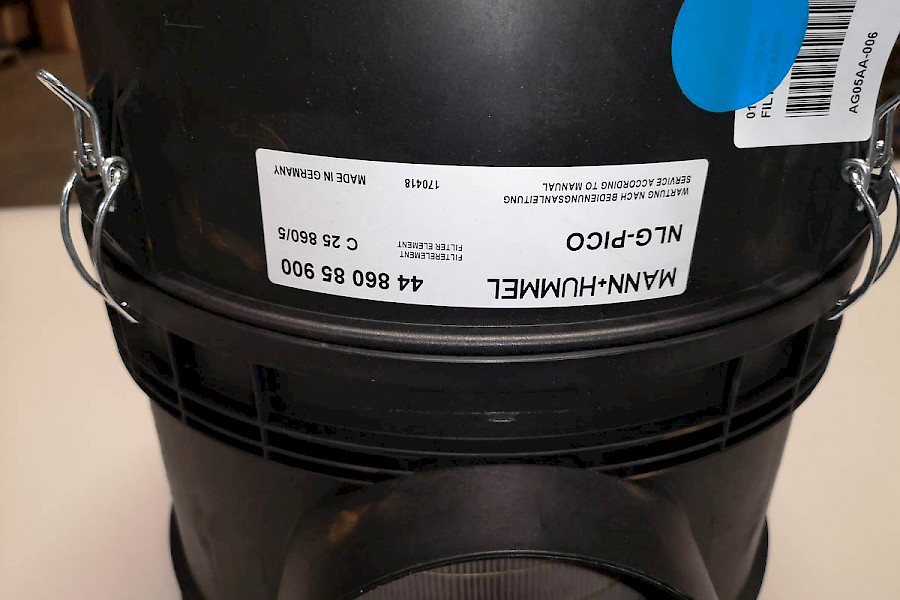 MANN+HUMMEL 44 860 85 900
NLG-PICO
FILTERELEMENT
FILTER ELEMENT C 25 860/5
WARTUNG NACH BEDIENUNGSANLEITUNG
SERVICE ACCORDING TO MANUAL 170418 MADE IN GERMANY
AG05AA-006